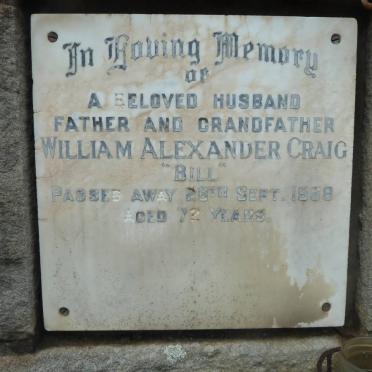 In Loving Memory
of
A BELOVED HUSBAND
FATHER AND GRANDFATHER
WILLIAM ALEXANDER CRAIG
"BILL"
PASSED AWAY 28TH SEPT. 1988
AGED 72 YEARS.